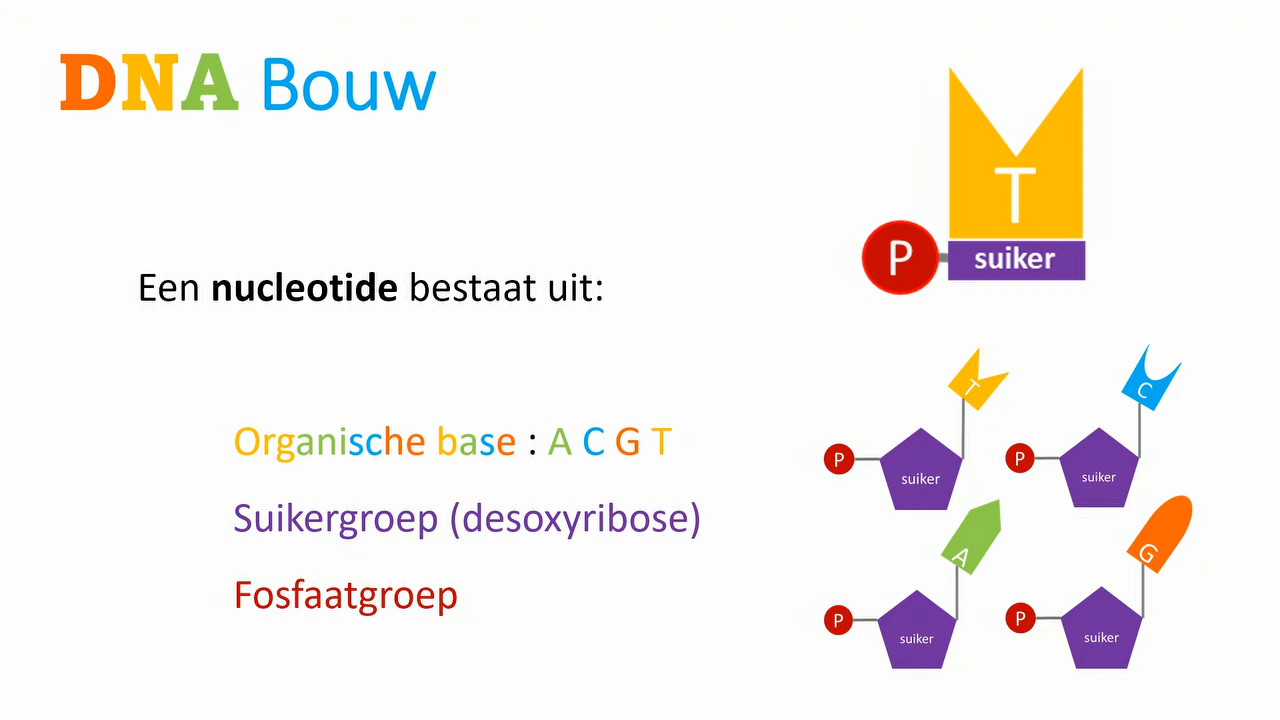 DNA Bouw
Een nucleotide bestaat uit:
Organische base : A C G T
Suikergroep (desoxyribose)
Fosfaatgroep
T
P suiker
T
P suiker
C
P suiker
A
P suiker
G
P suiker